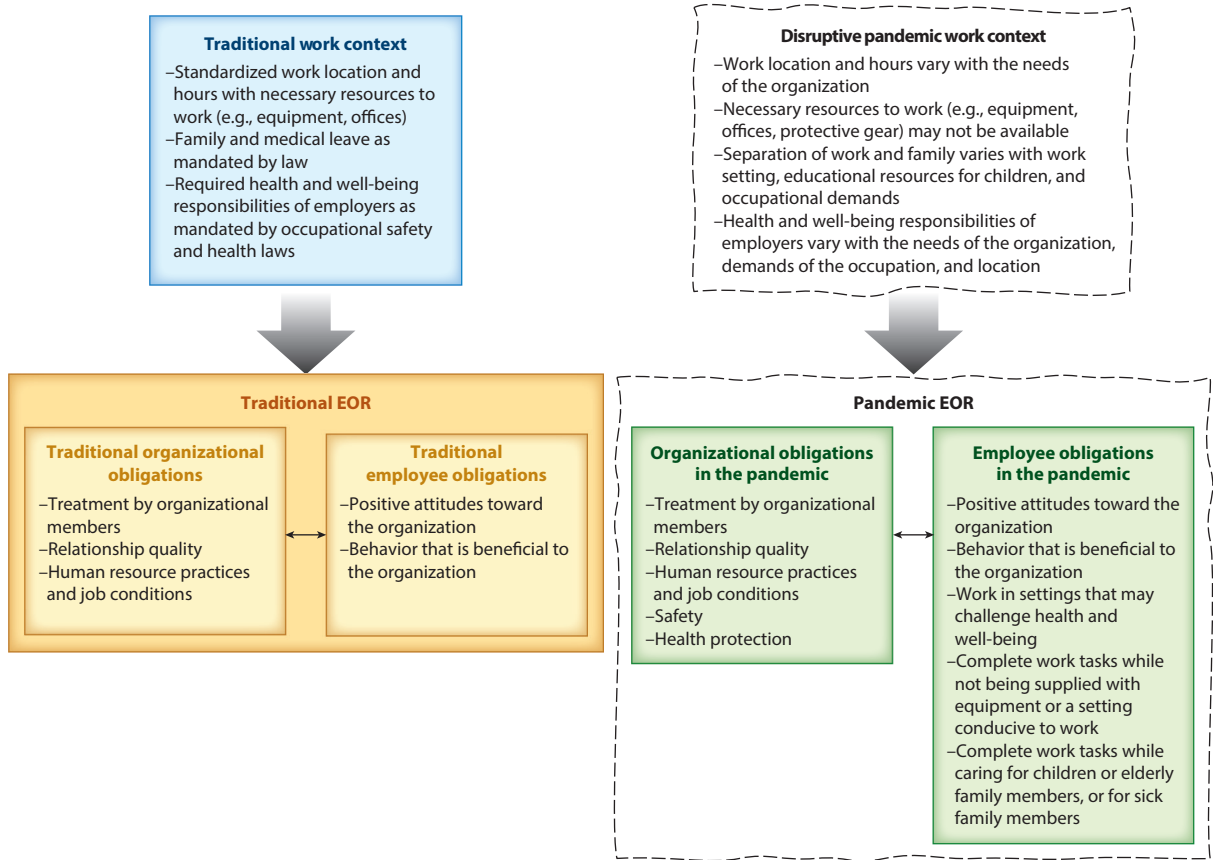 Traditional work context
–Standardized work location and
hours with necessary resources to
work (e.g., equipment, offices)
–Family and medical leave as
mandated by law
–Required health and well-being
responsibilities of employers as
mandated by occupational safety
and health laws
Disruptive pandemic work context
–Work location and hours vary with the needs
of the organization
–Necessary resources to work (e.g., equipment,
offices, protective gear) may not be available
–Separation of work and family varies with work
setting, educational resources for children, and
occupational demands
–Health and well-being responsibilities of
employers vary with the needs of the organization,
demands of the occupation, and location
Traditional EOR
Traditional organizational
obligations
–Treatment by organizational
members
–Relationship quality
–Human resource practices
and job conditions
Traditional
employee obligations
–Positive attitudes toward
the organization
–Behavior that is beneficial to
the organization
Pandemic EOR
Organizational obligations
in the pandemic
–Treatment by organizational
members
–Relationship quality
–Human resource practices
and job conditions
–Safety
–Health protection
Employee obligations
in the pandemic
–Positive attitudes toward the
organization
–Behavior that is beneficial to
the organization
–Work in settings that may
challenge health and
well-being
–Complete work tasks while
not being supplied with
equipment or a setting
conducive to work
–Complete work tasks while
caring for children or elderly
family members, or for sick
family members